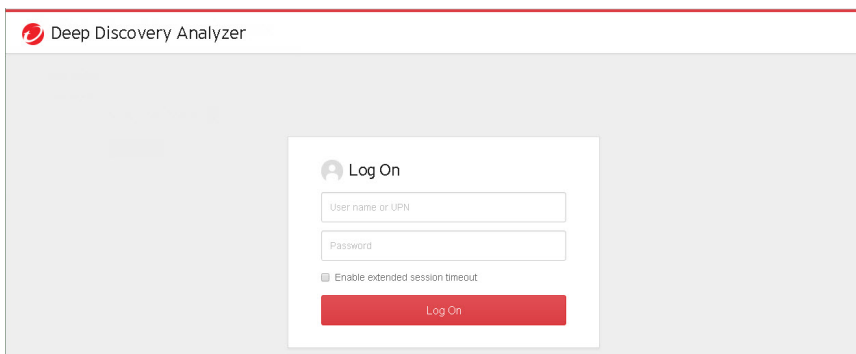 Deep Discovery Analyzer
Log On
User name or UPN
Password
Enable extended session timeout
Log On